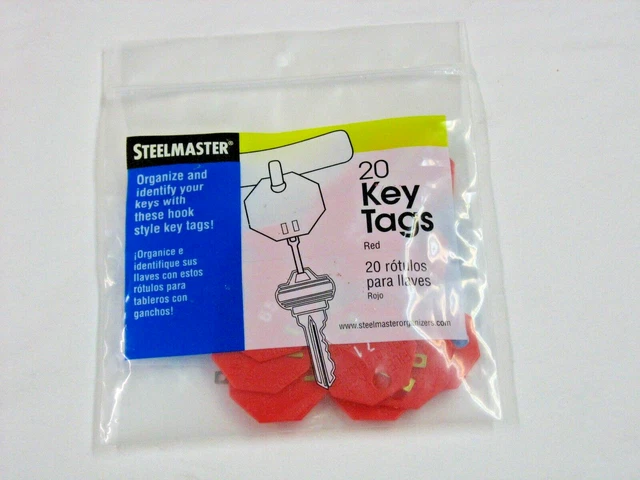 STEELMASTER®
Organize and
identify your
keys with
these hook
style key tags!
¡Organice e
identifique sus
llaves con estos
rótulos para
tableros con
ganchos!
20
Key
Tags
Red
20 rótulos
para llaves
Rojo
www.steelmasterorganizers.com